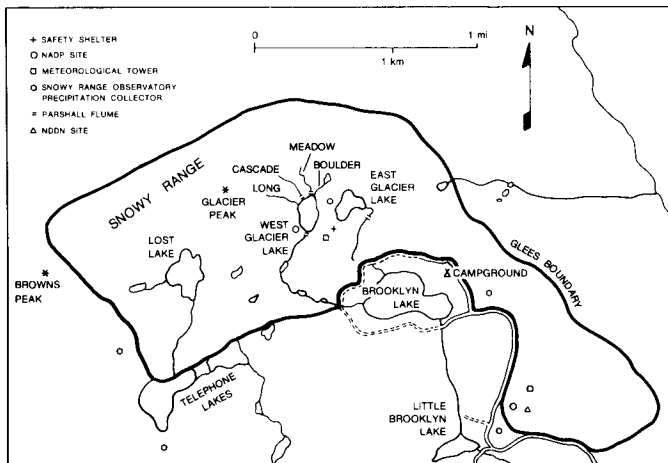 + SAFETY SHELTER
NADP SITE
METEOROLOGICAL TOWER
SNOWY RANGE OBSERVATORY
PRECIPITATION COLLECTOR
= PARSHALL FLUME
△ NDDN SITE
0
1 mi
1 km
N
MEADOW
CASCADE
BOULDER
LONG
EAST
GLACIER
LAKE
SNOWY RANGE
GLACIER
PEAK
WEST
GLACIER
LAKE
LOST
LAKE
BROWNS
PEAK
GLEES BOUNDARY
CAMPGROUND
BROOKLYN
LAKE
TELEPHONE
LAKES
LITTLE
BROOKLYN
LAKE